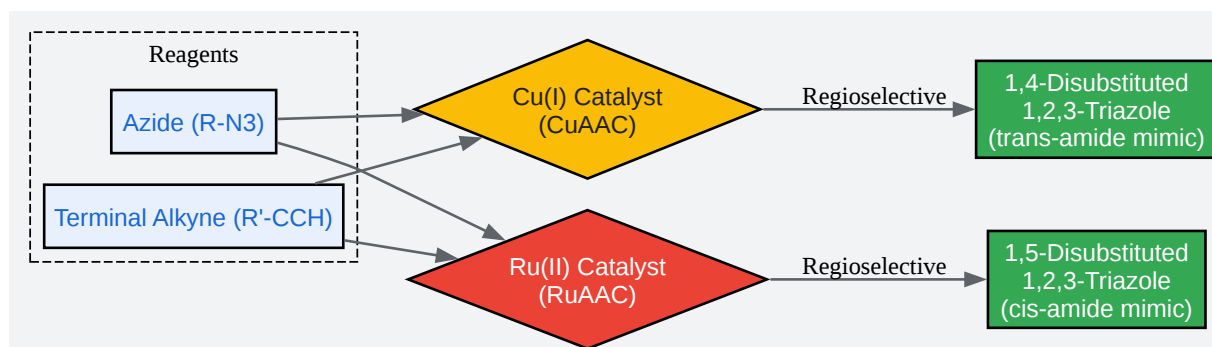 Reagents
Azide (R-N3)
Terminal Alkyne (R'-CCH)
Cu(I) Catalyst
(CuAAC)
Regioselective
1,4-Disubstituted
1,2,3-Triazole
(trans-amide mimic)
Ru(II) Catalyst
(RuAAC)
Regioselective
1,5-Disubstituted
1,2,3-Triazole
(cis-amide mimic)